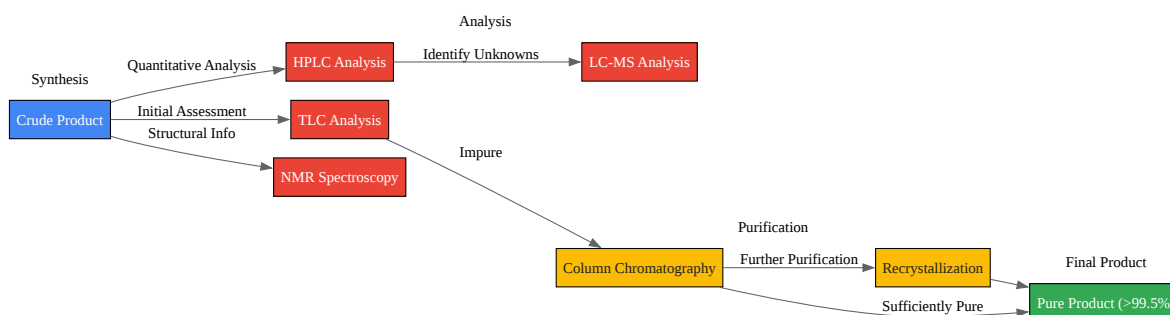 Analysis
Synthesis
Quantitative Analysis
HPLC Analysis
Identify Unknowns
LC-MS Analysis
Crude Product
Initial Assessment
TLC Analysis
Structural Info
NMR Spectroscopy
Impure
Purification
Column Chromatography
Further Purification
Recrystallization
Final Product
Sufficiently Pure
Pure Product (>99.5%